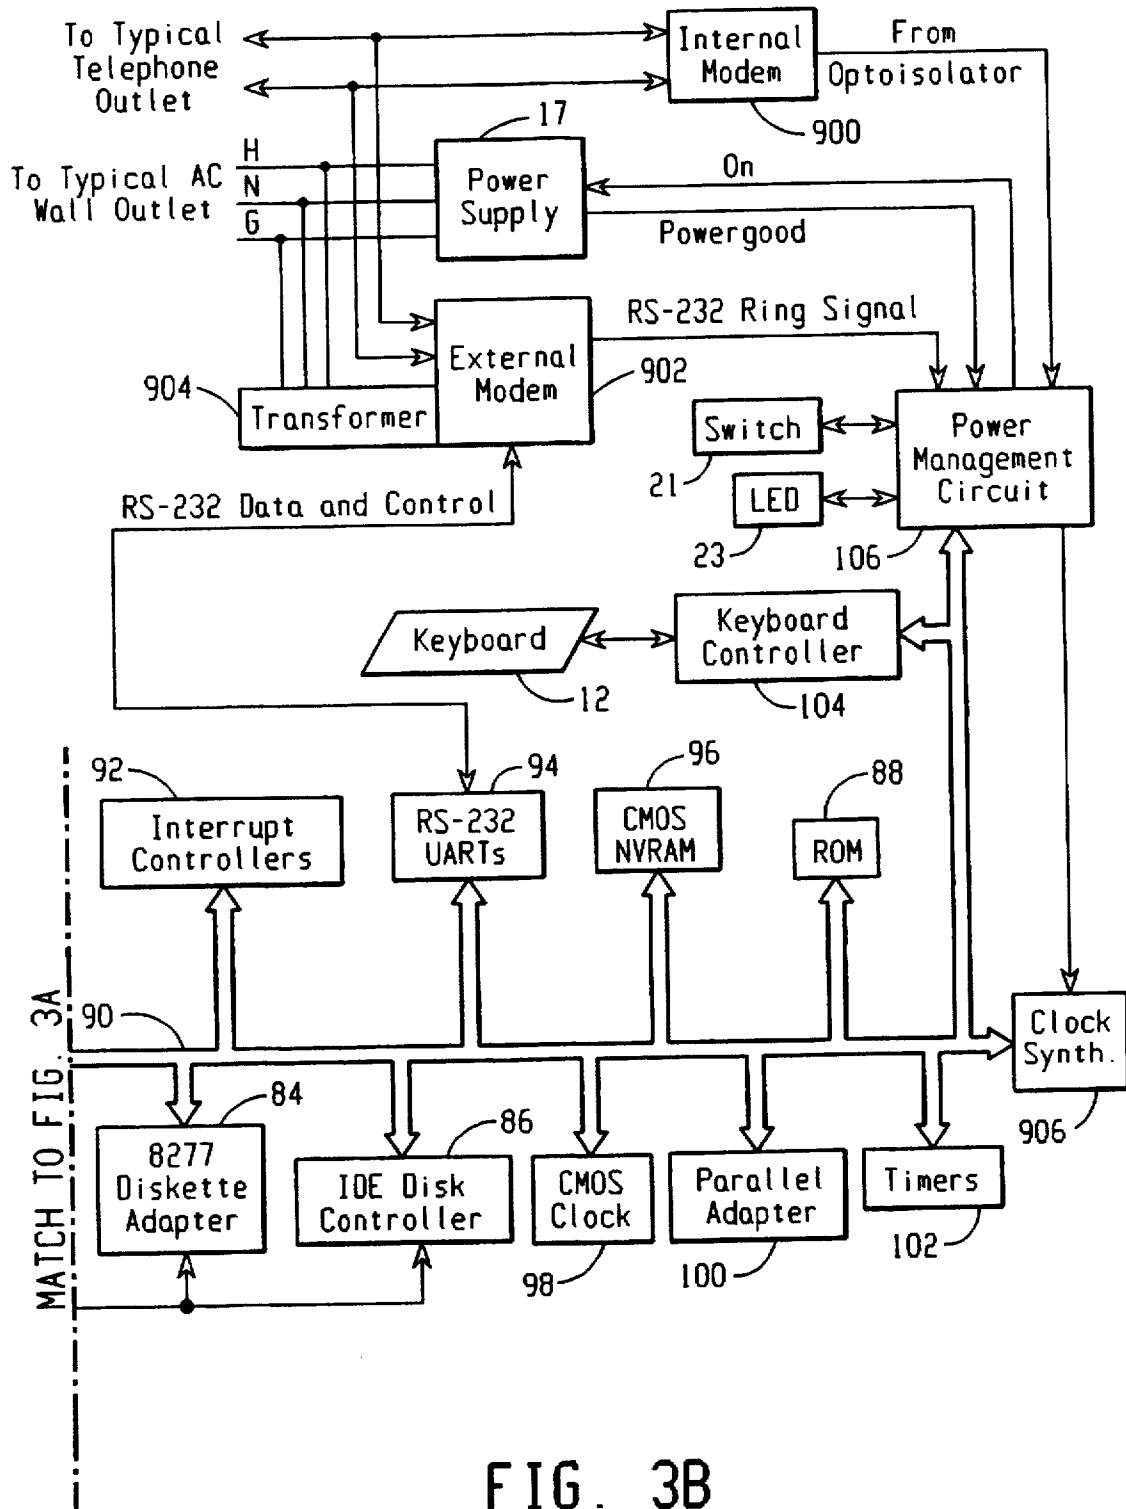 To Typical
Telephone
Outlet
Internal
Modem
900
From
Optoisolator
17
H
N
G
To Typical AC
Wall Outlet
Power
Supply
On
Powergood
RS-232 Ring Signal
External
Modem
902
904
Transformer
Switch
21
LED
23
Power
Management
Circuit
106
RS-232 Data and Control
Keyboard
12
Keyboard
Controller
104
92
Interrupt
Controllers
94
RS-232
UARTs
96
CMOS
NVRAM
88
ROM
90
MATCH TO FIG. 3A
Clock
Synth.
906
84
8277
Diskette
Adapter
86
IDE Disk
Controller
CMOS
Clock
98
Parallel
Adapter
100
Timers
102
FIG. 3B